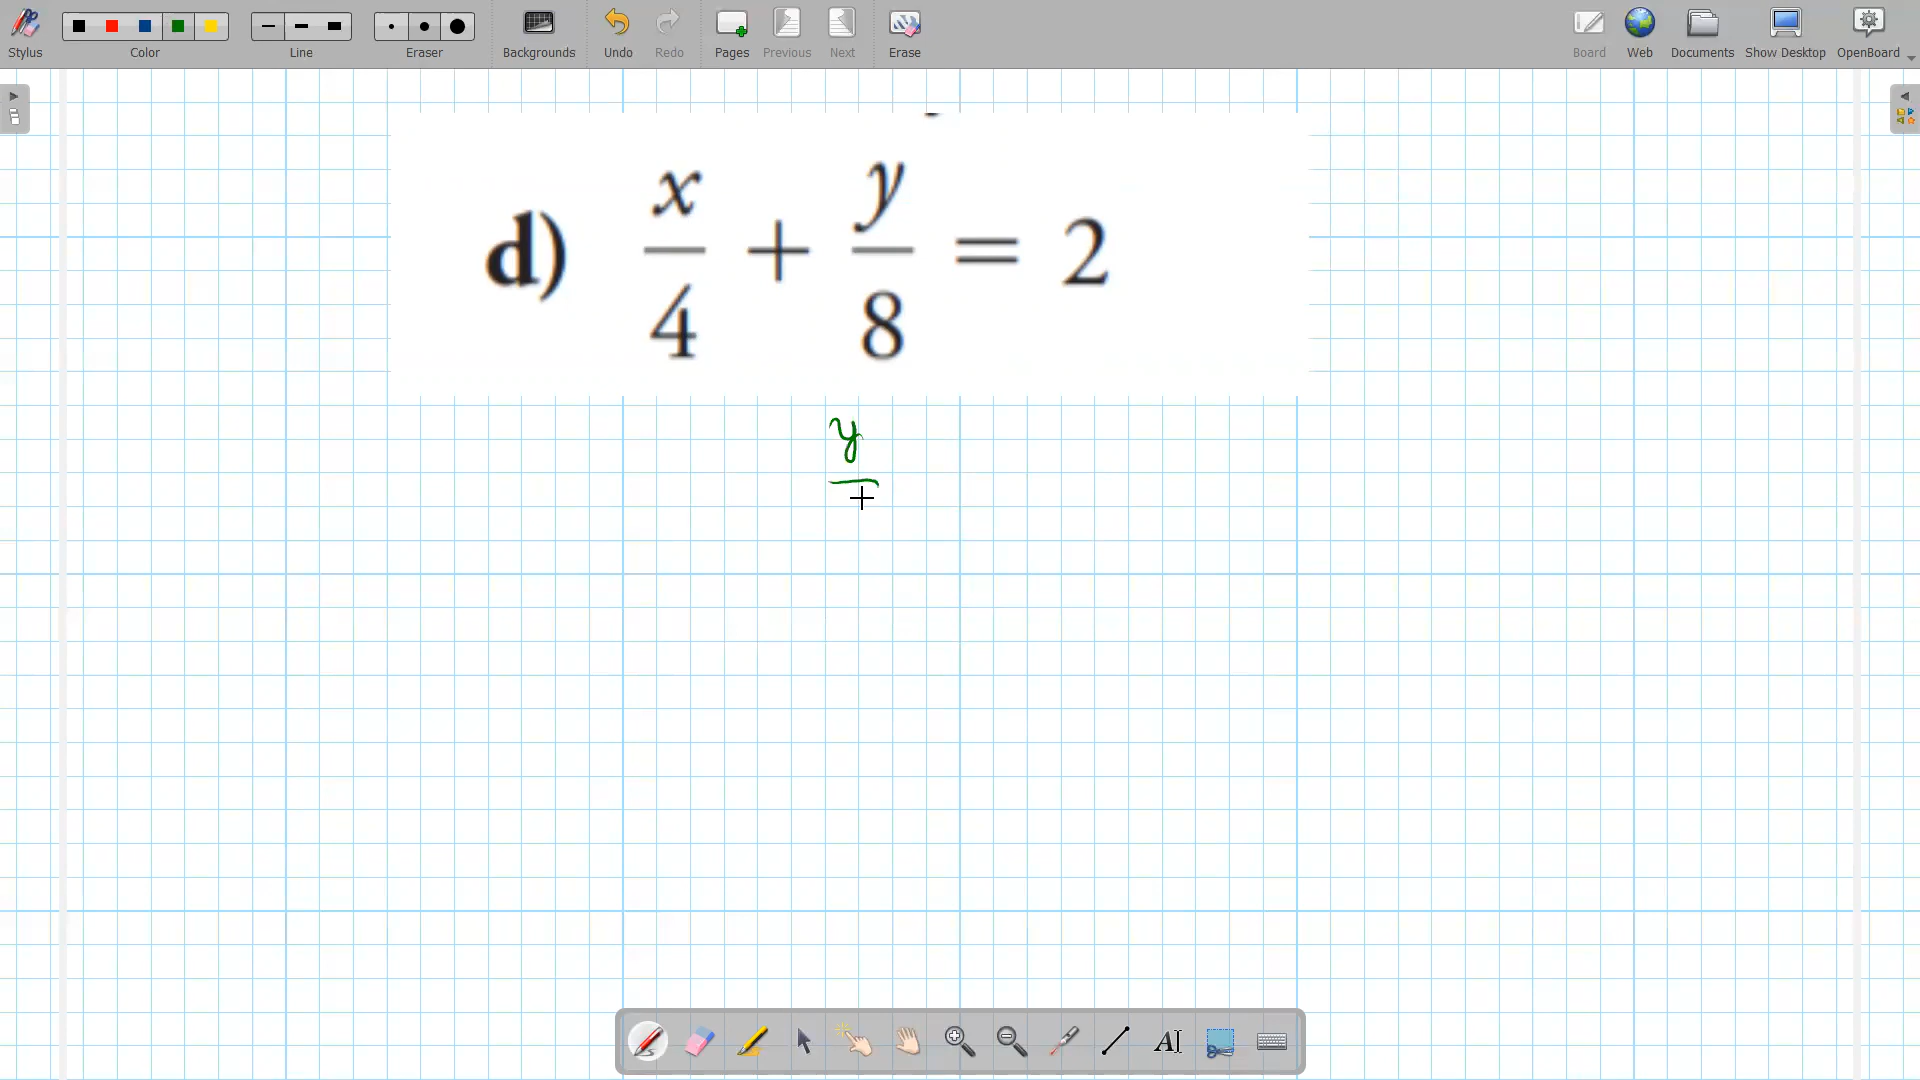 Stylus Color Line Eraser Backgrounds Undo Redo Pages Previous Next Erase Board Web Documents Show Desktop OpenBoard
d) x/4 + y/8 = 2
y